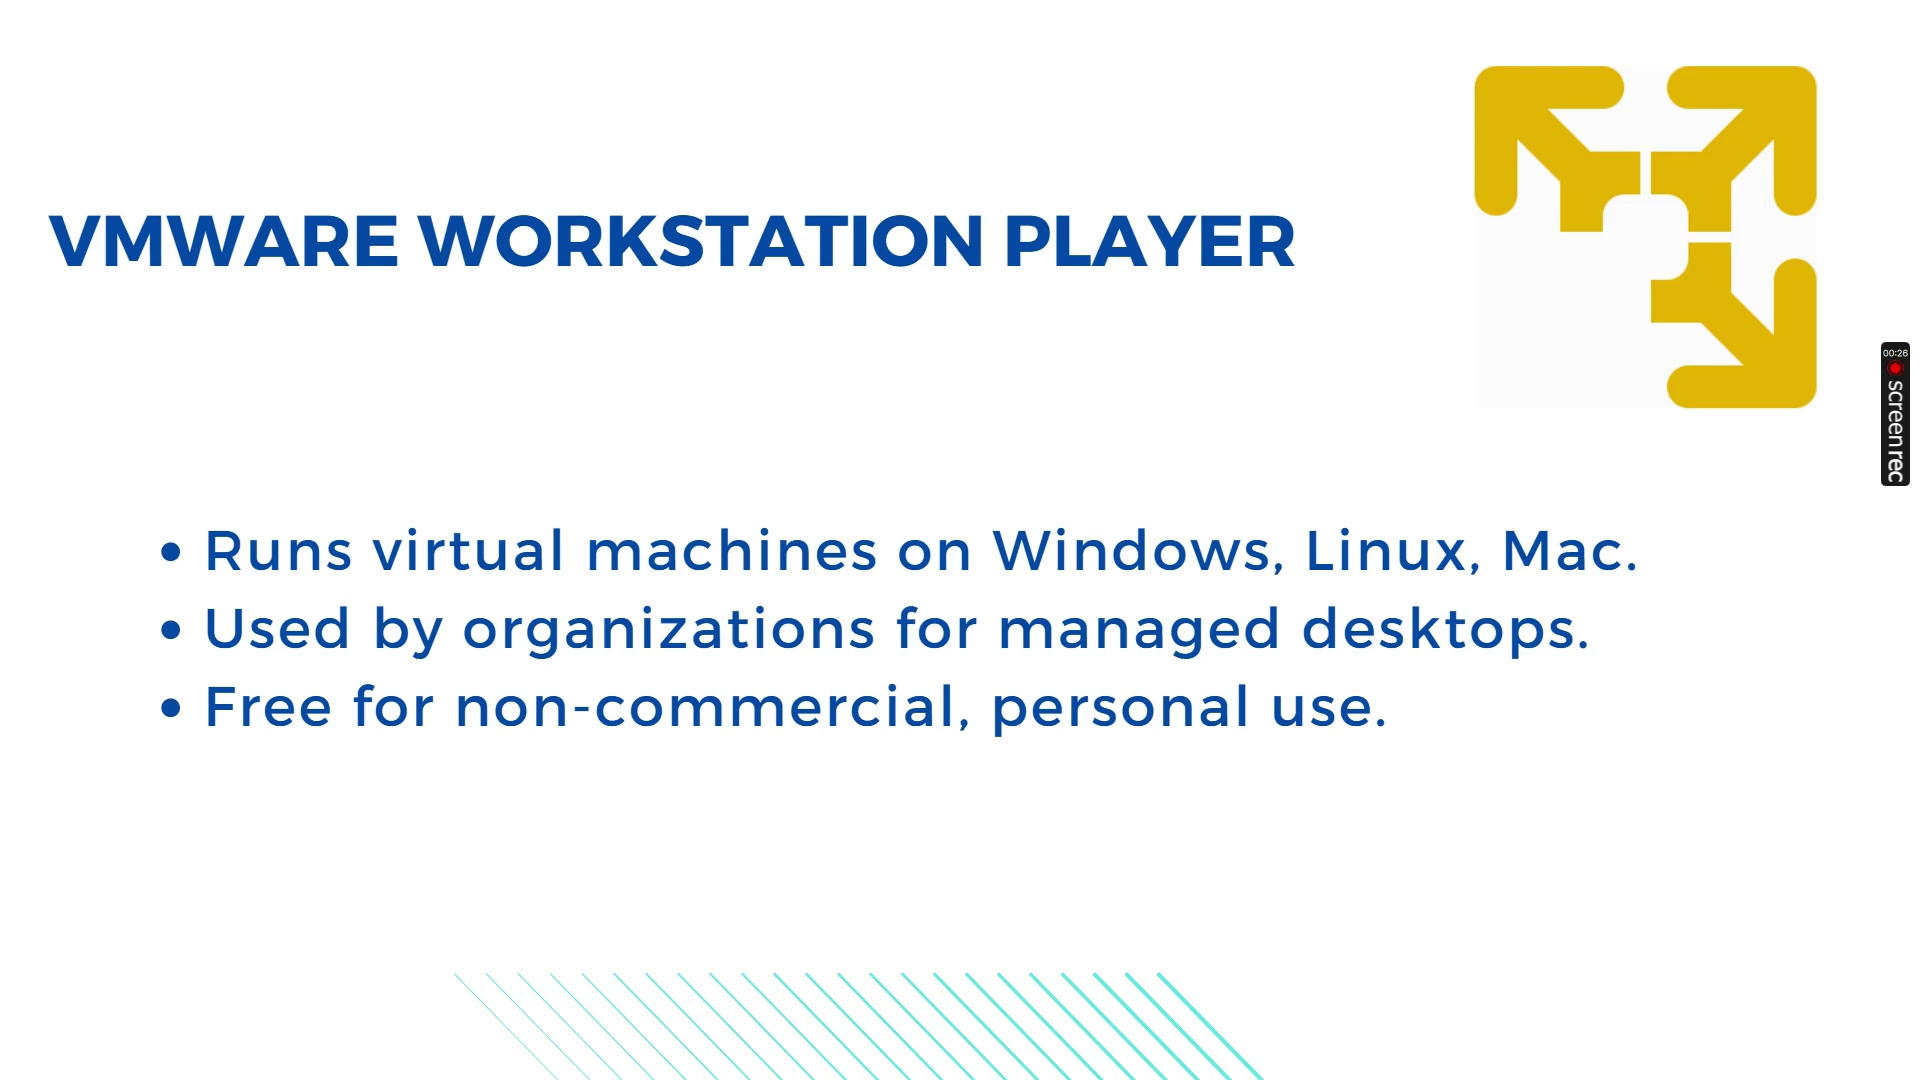 VMWARE WORKSTATION PLAYER
00:26
screenrec
• Runs virtual machines on Windows, Linux, Mac.
• Used by organizations for managed desktops.
• Free for non-commercial, personal use.